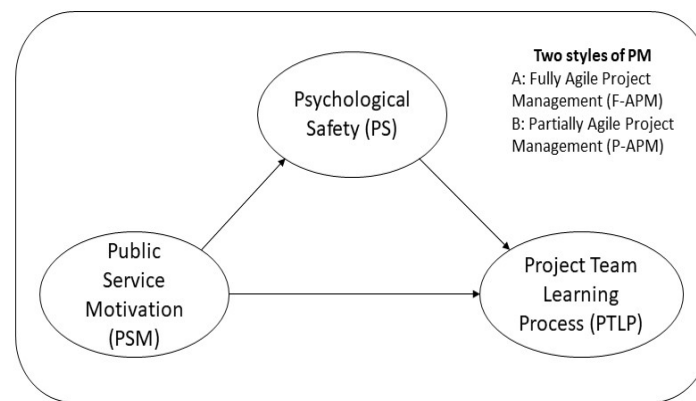 Two styles of PM
A: Fully Agile Project
Management (F-APM)
B: Partially Agile Project
Management (P-APM)
Psychological
Safety (PS)
Public
Service
Motivation
(PSM)
Project Team
Learning
Process (PTLP)